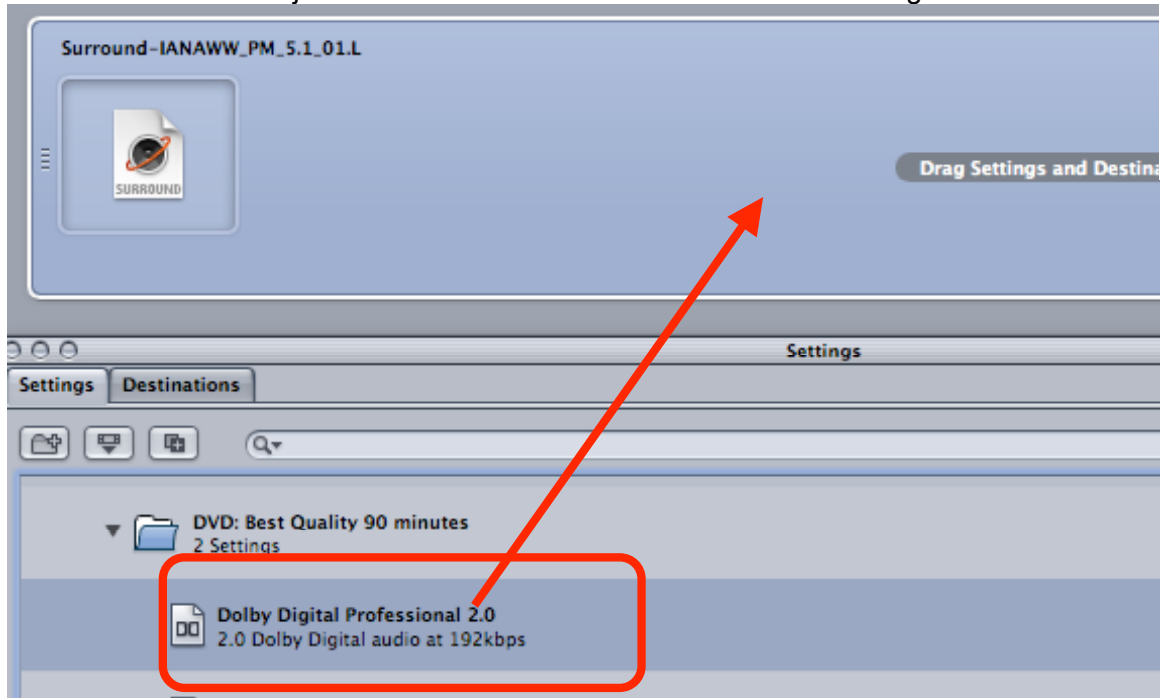 Surround-IANAWW_PM_5.1_01.L
SURROUND
Drag Settings and
Settings
Settings Destinations
DVD: Best Quality 90 minutes
2 Settings
Dolby Digital Professional 2.0
2.0 Dolby Digital audio at 192kbps